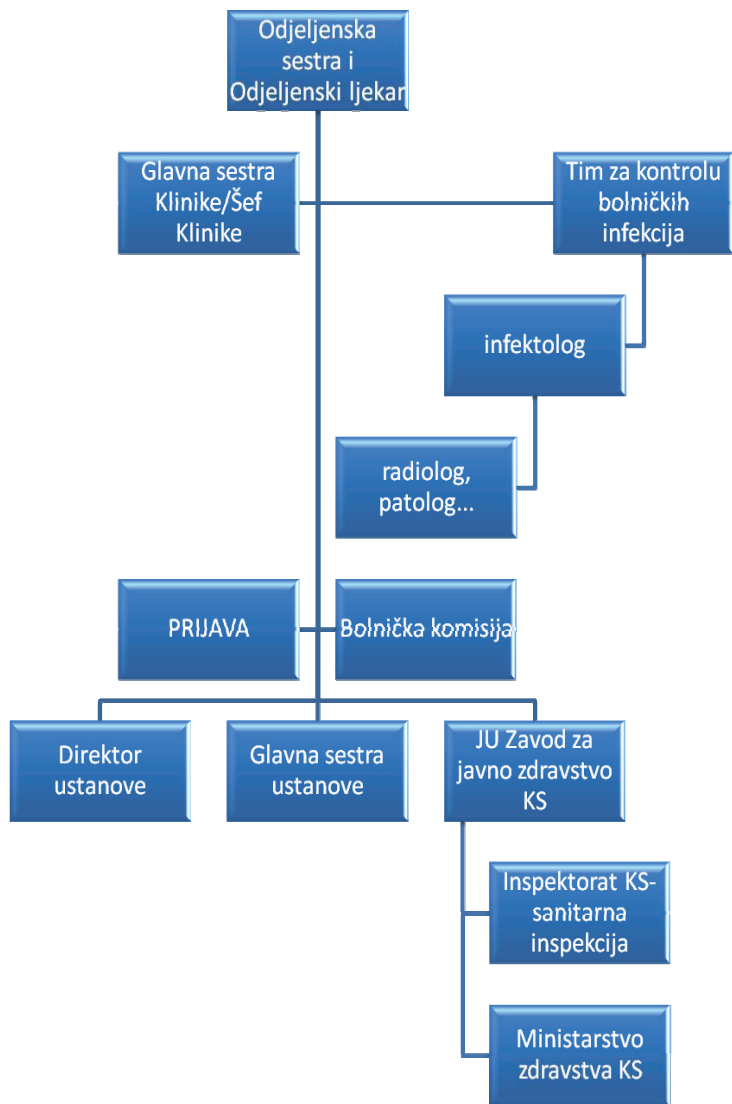 Odjeljenska
sestra i
Odjeljenski ljekar
Glavna sestra
Klinike/Šef
Klinike
Tim za kontrolu
bolničkih
infekcija
infektolog
radiolog,
patolog...
PRIJAVA
Bolnička komisija
Direktor
ustanove
Glavna sestra
ustanove
JU Zavod za
javno zdravstvo
KS
Inspektorat KS-
sanitarna
inspekcija
Ministarstvo
zdravstva KS